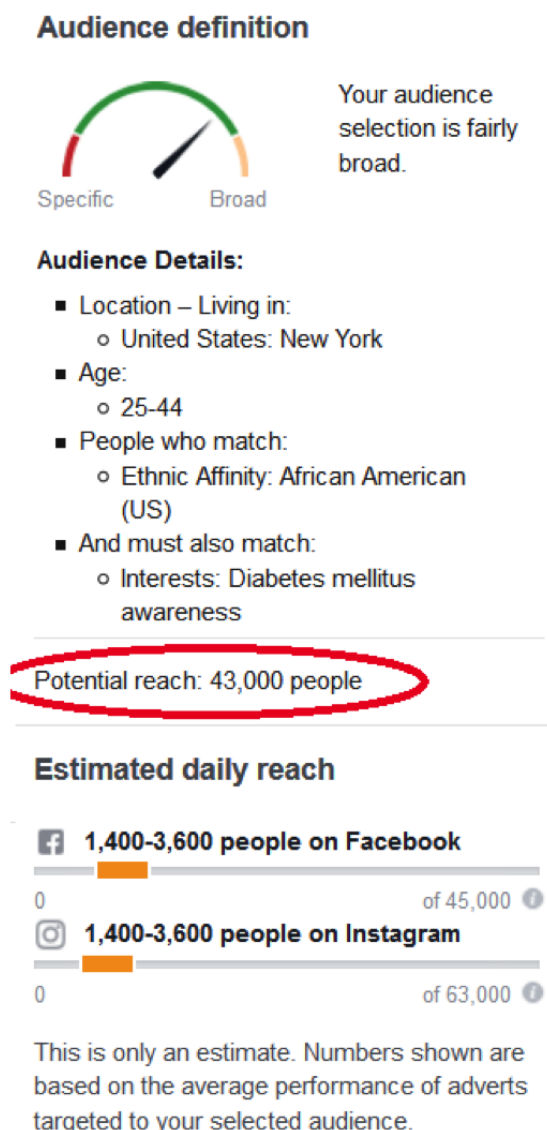 Audience definition
Your audience
selection is fairly
broad.
Specific
Broad
Audience Details:
Location – Living in:
United States: New York
Age:
25-44
People who match:
Ethnic Affinity: African American
(US)
And must also match:
Interests: Diabetes mellitus
awareness
Potential reach: 43,000 people
Estimated daily reach
1,400-3,600 people on Facebook
0 of 45,000
1,400-3,600 people on Instagram
0 of 63,000
This is only an estimate. Numbers shown are
based on the average performance of adverts
targeted to your selected audience.